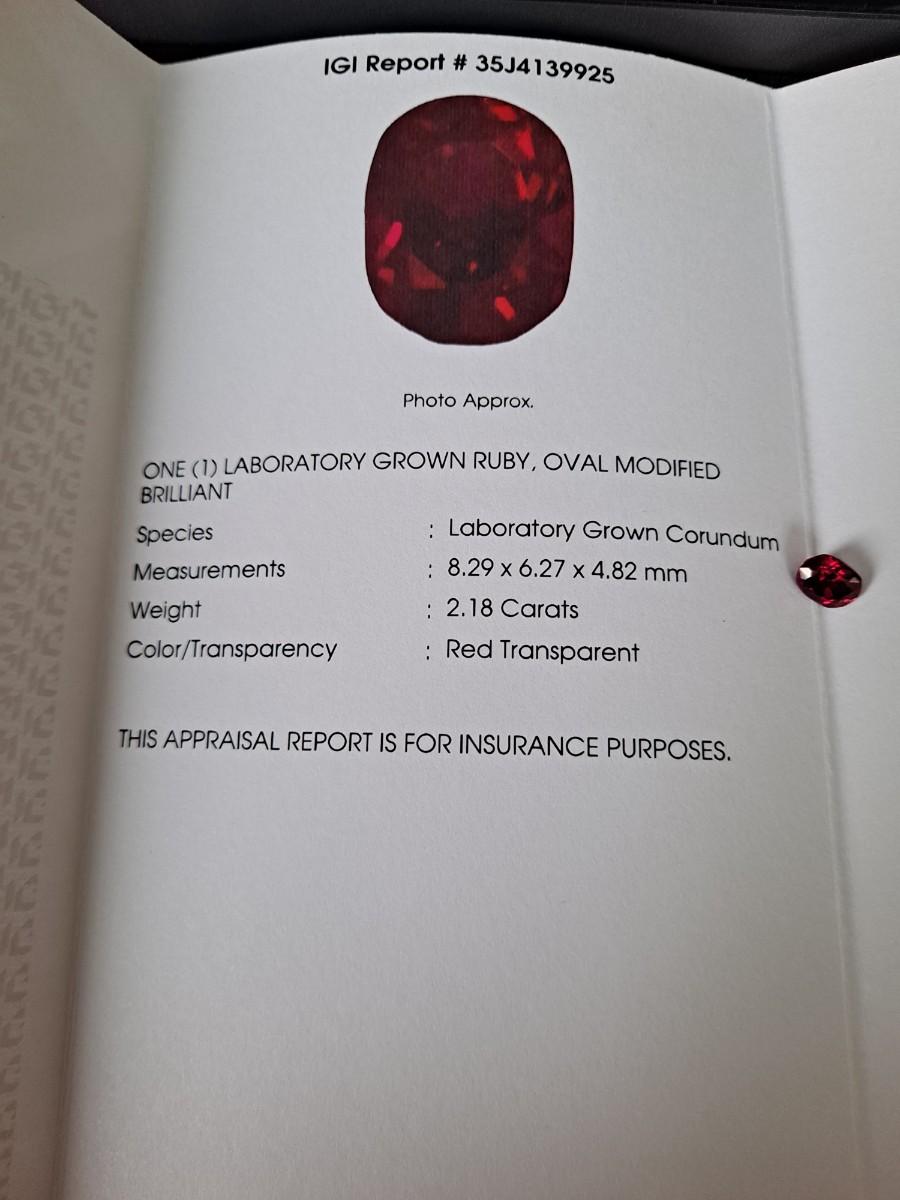 IGI Report # 35J4139925
Photo Approx.
ONE (1) LABORATORY GROWN RUBY, OVAL MODIFIED
BRILLIANT
Species : Laboratory Grown Corundum
Measurements : 8.29 x 6.27 x 4.82 mm
Weight : 2.18 Carats
Color/Transparency : Red Transparent
THIS APPRAISAL REPORT IS FOR INSURANCE PURPOSES.